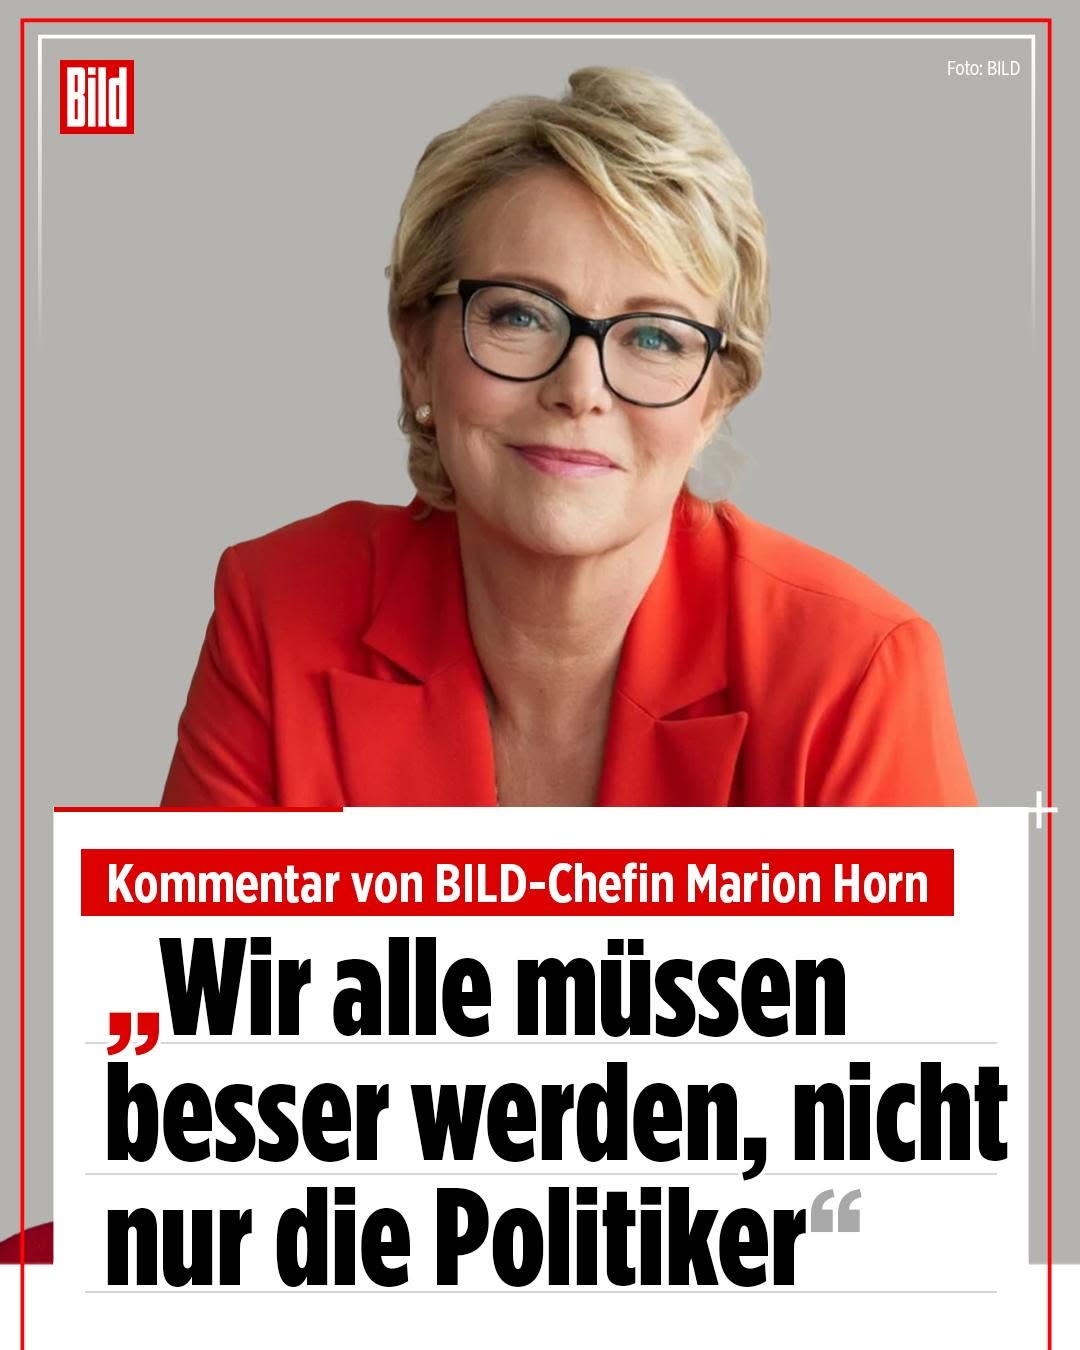 Bild
Foto: BILD
Kommentar von BILD-Chefin Marion Horn
„Wir alle müssen
besser werden, nicht
nur die Politiker“